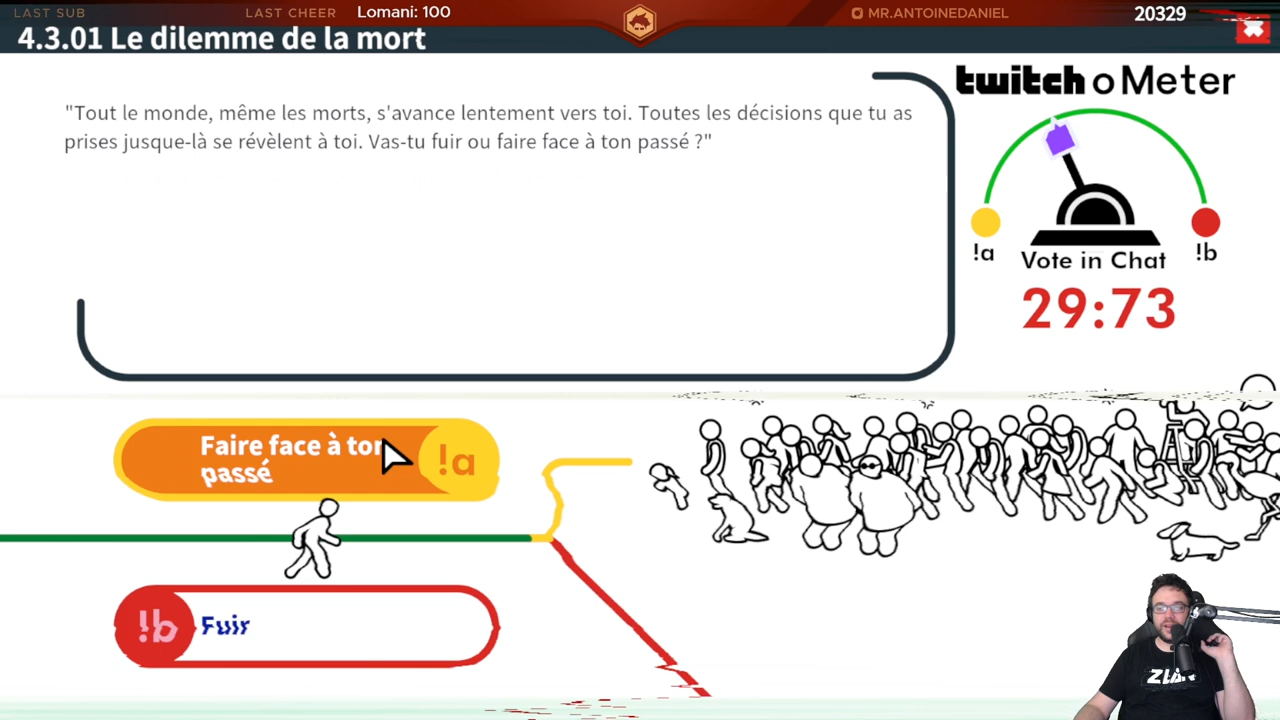 LAST SUB
LAST CHEER
Lomani: 100
MR.ANTOINEDANIEL
20329
4.3.01 Le dilemme de la mort
twitch o Meter
"Tout le monde, même les morts, s'avance lentement vers toi. Toutes les décisions que tu as
prises jusque-là se révèlent à toi. Vas-tu fuir ou faire face à ton passé ?"
!a
!b
Vote in Chat
29:73
Faire face à ton
passé
!a
!b
Fuir